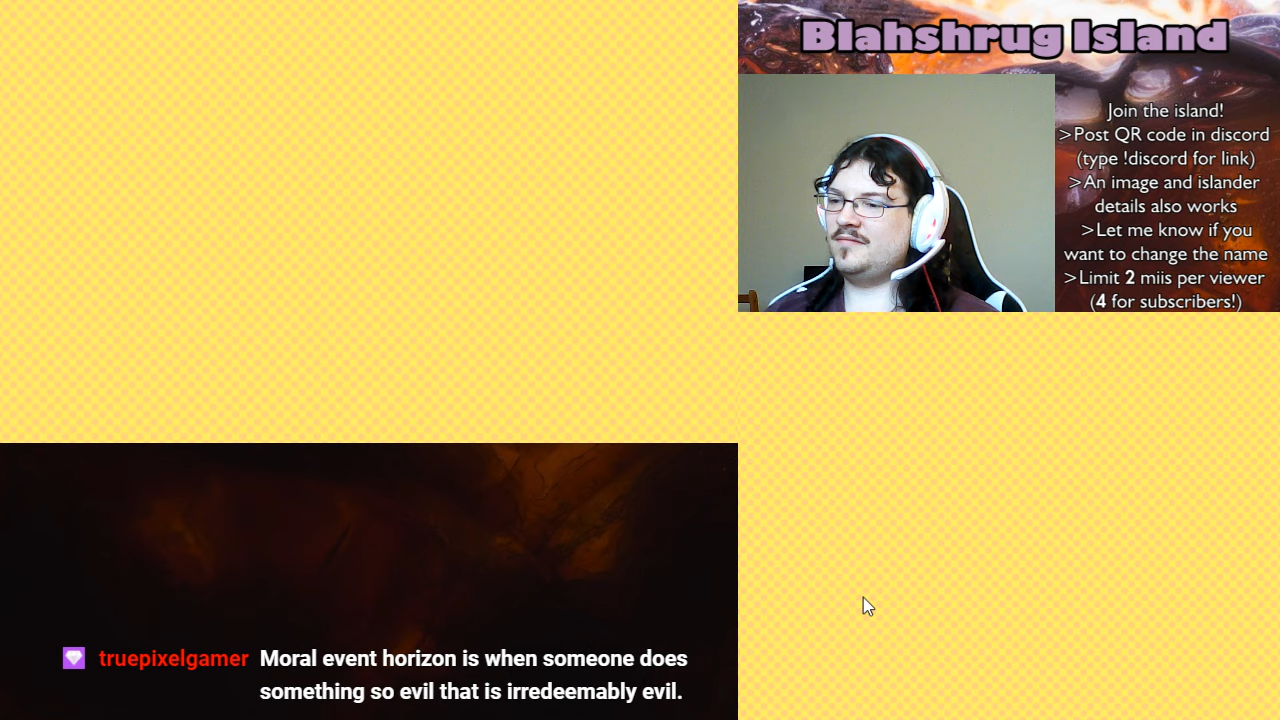 Blahshrug Island
Join the island!
>Post QR code in discord
(type !discord for link)
>An image and islander
details also works
>Let me know if you
want to change the name
>Limit 2 miis per viewer
(4 for subscribers!)
truepixelgamer Moral event horizon is when someone does
something so evil that is irredeemably evil.